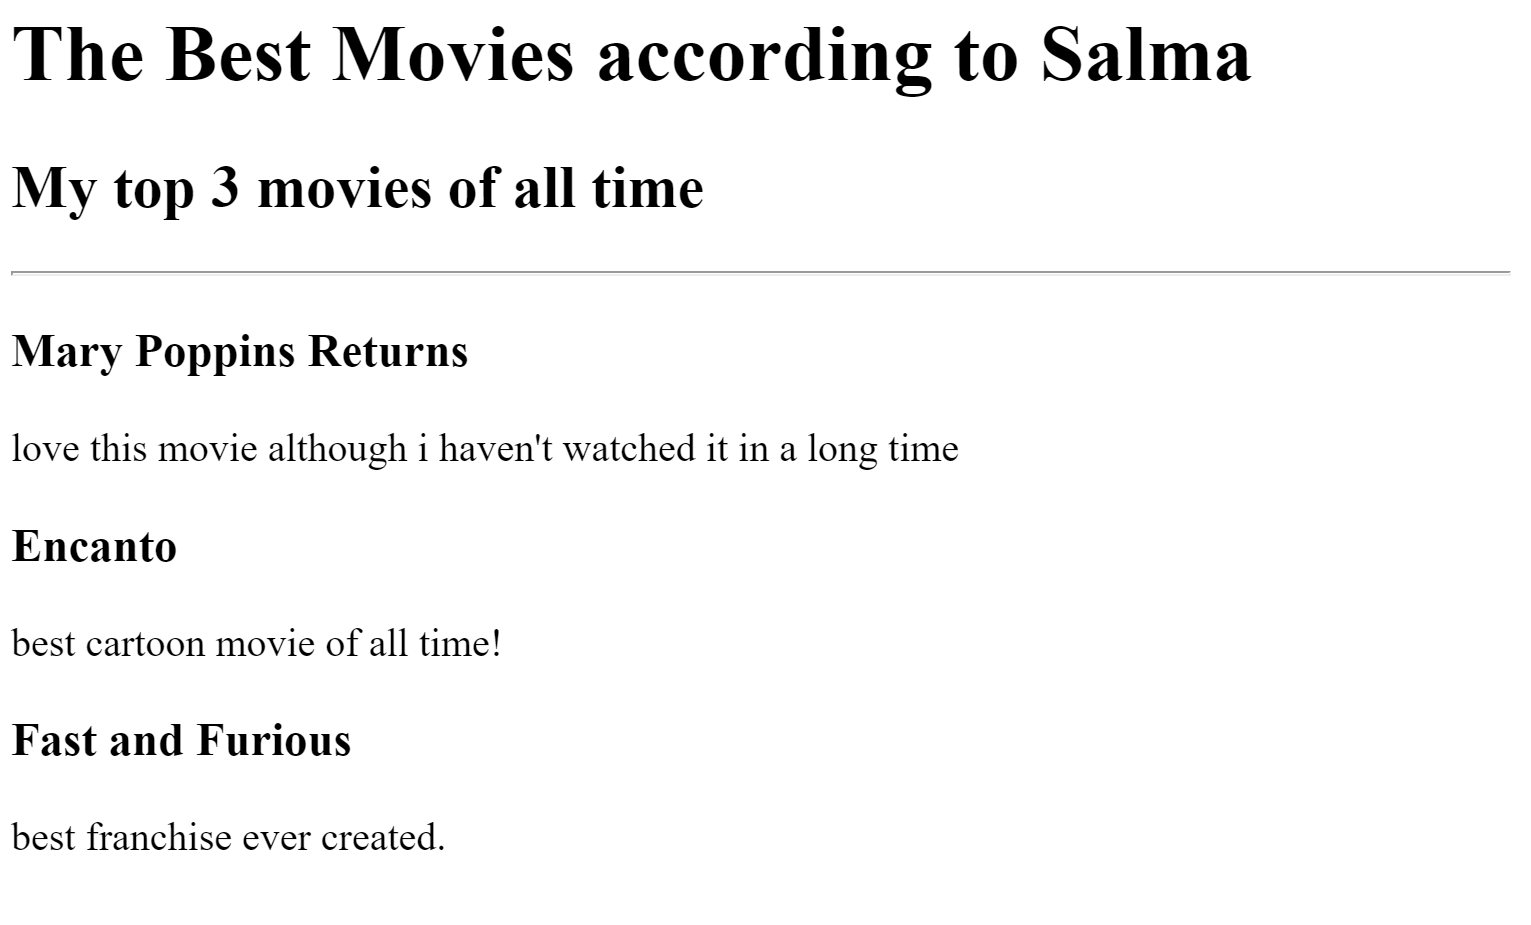 The Best Movies according to Salma
My top 3 movies of all time
Mary Poppins Returns
love this movie although i haven't watched it in a long time
Encanto
best cartoon movie of all time!
Fast and Furious
best franchise ever created.